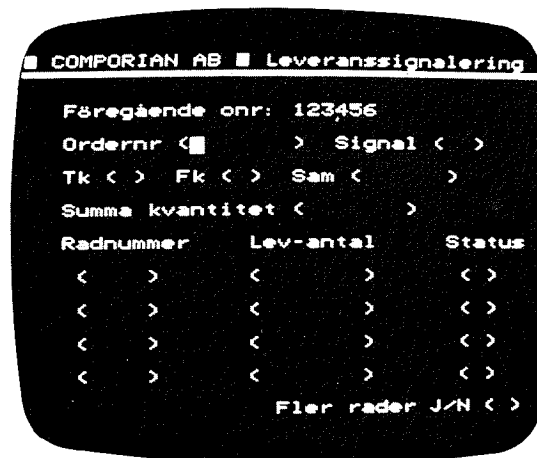 ■ COMPORIAN AB ■ Leveranssignalering
Föregående onr: 123456
Ordernr <■ > Signal < >
Tk < > Fk < > Sam < >
Summa kvantitet < >
Radnummer Lev-antal Status
< > < > < >
< > < > < >
< > < > < >
< > < > < >
Fler rader J/N < >